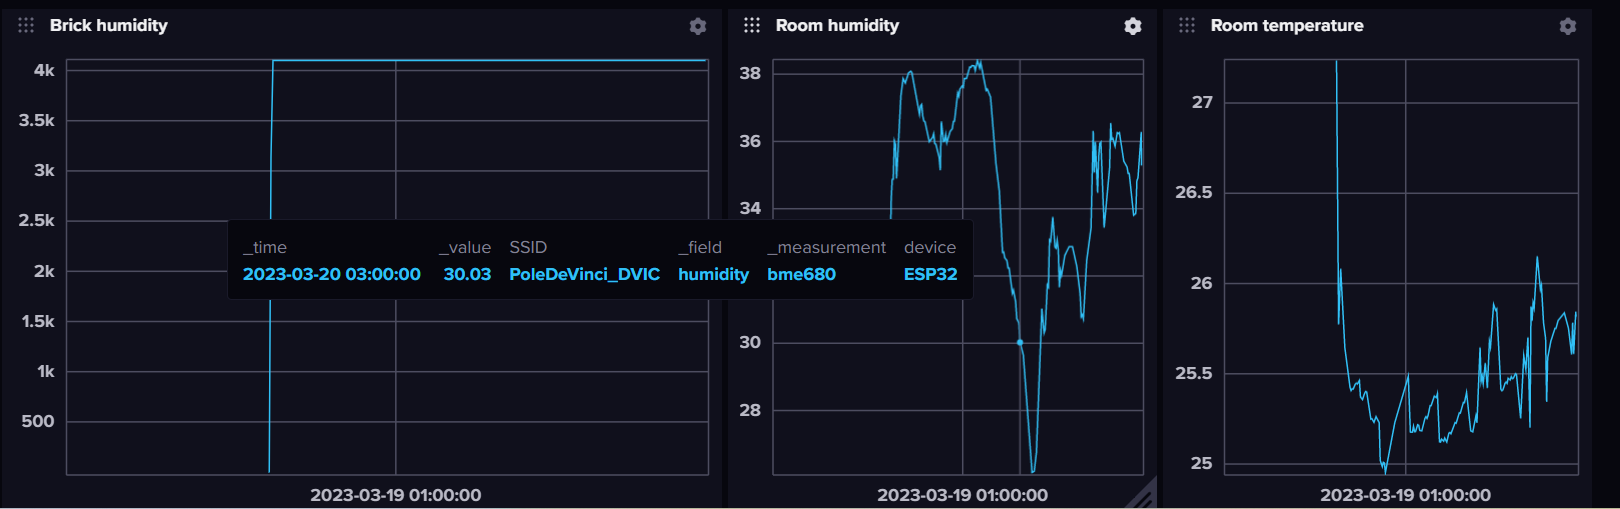 Brick humidity
4k
3.5k
3k
2.5k
2k
1.5k
1k
500
2023-03-19 01:00:00
Room humidity
38
36
34
30
28
2023-03-19 01:00:00
_time _value SSID _field _measurement device
2023-03-20 03:00:00 30.03 PoleDeVinci_DVIC humidity bme680 ESP32
Room temperature
27
26.5
26
25.5
25
2023-03-19 01:00:00